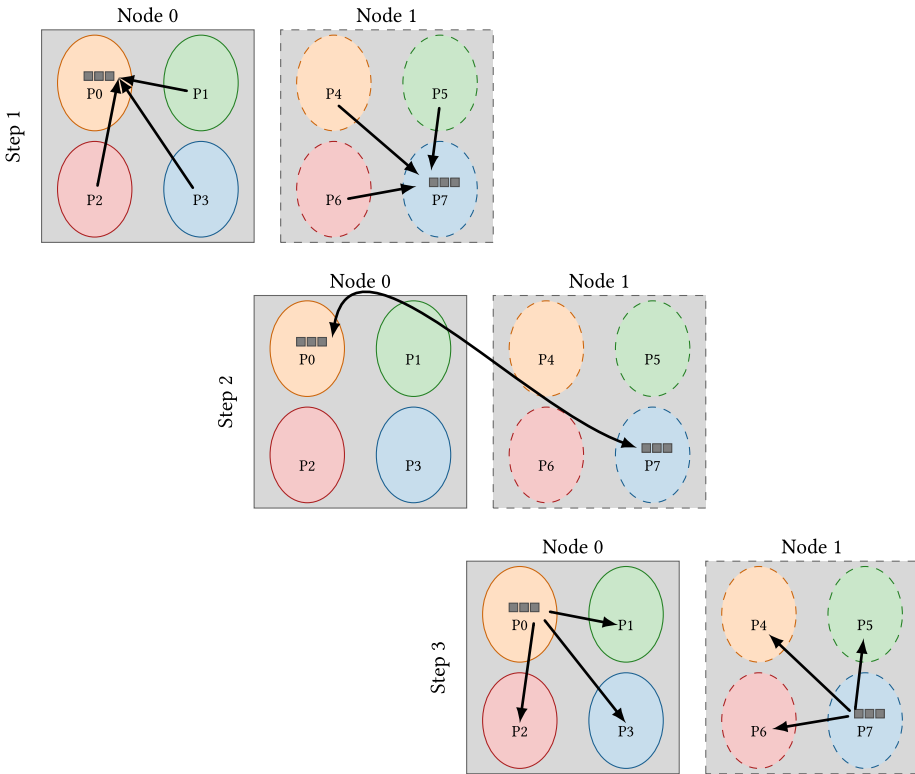 Node 0
Node 1
Step 1
P0
P1
P4
P5
P2
P3
P6
P7
Node 0
Node 1
Step 2
P0
P1
P4
P5
P2
P3
P6
P7
Node 0
Node 1
Step 3
P0
P1
P4
P5
P2
P3
P6
P7